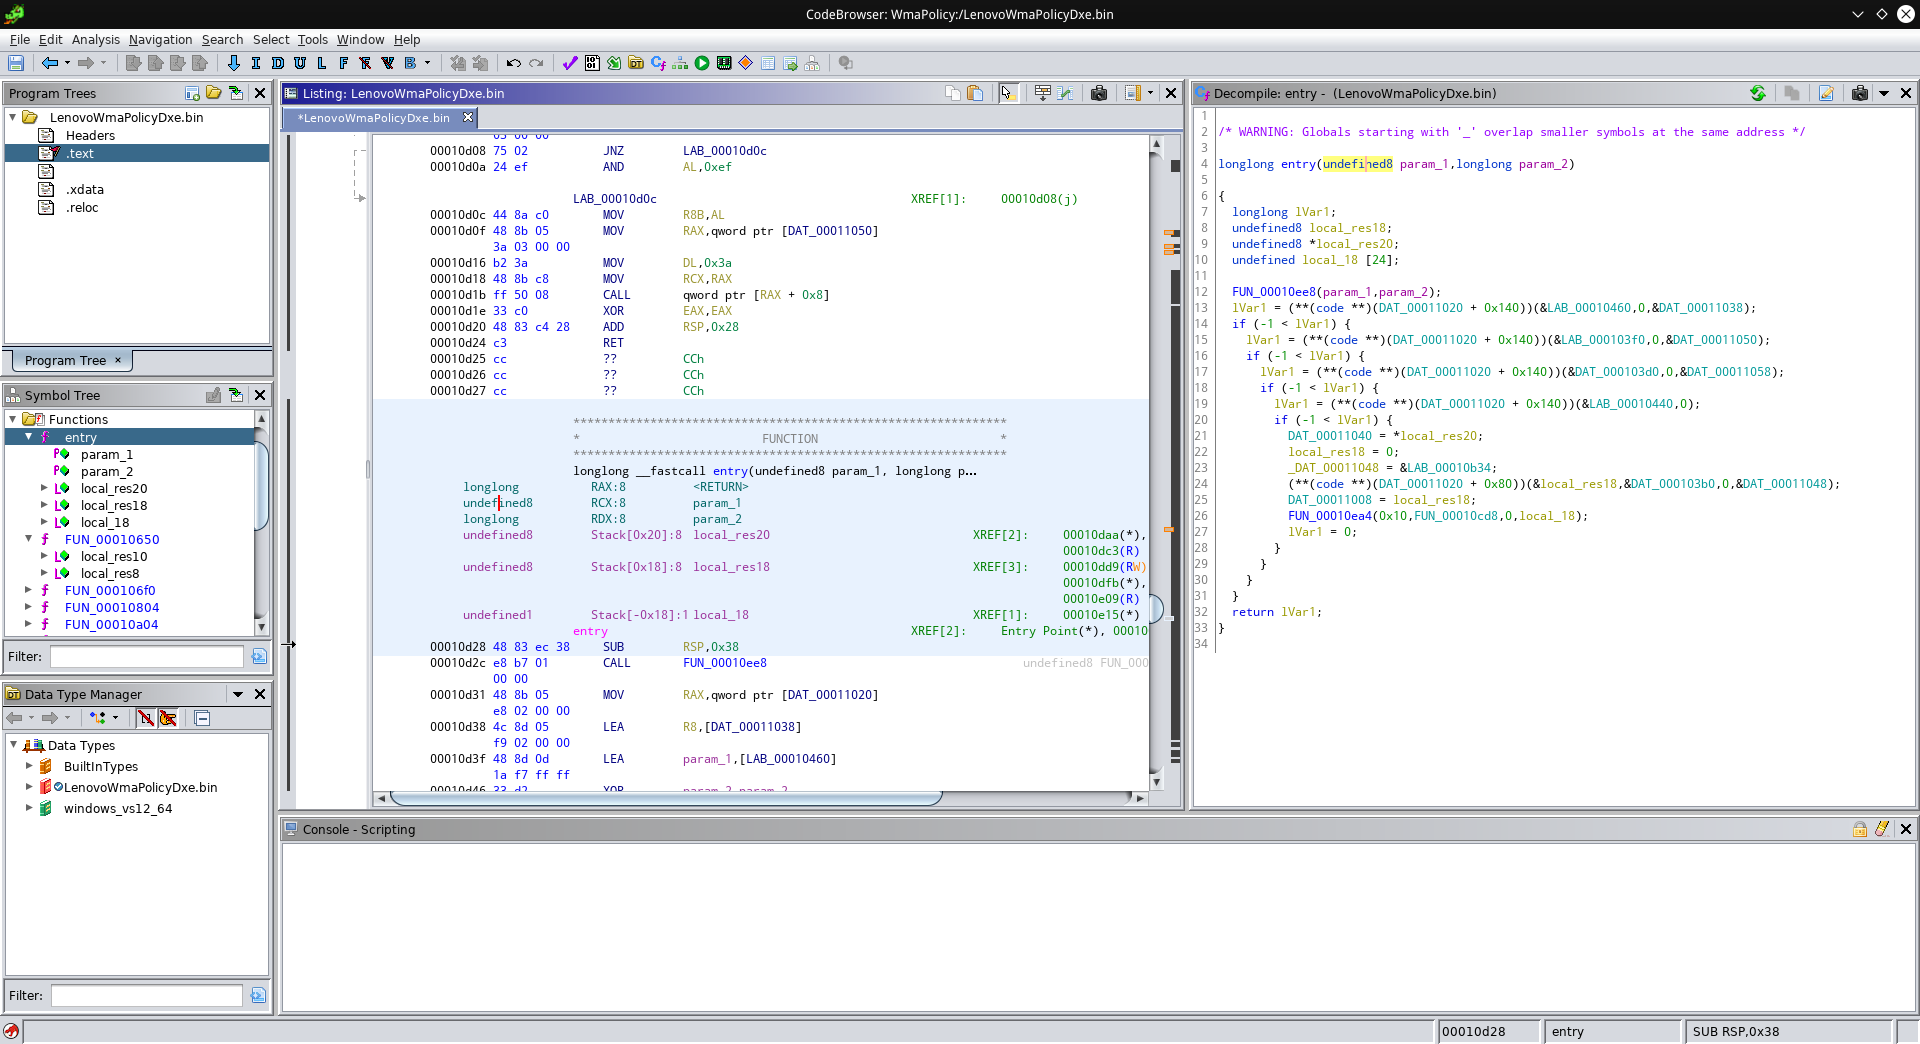 CodeBrowser: WmaPolicy:/LenovoWmaPolicyDxe.bin
File Edit Analysis Navigation Search Select Tools Window Help
I D U L F F V B
Program Trees
LenovoWmaPolicyDxe.bin
Headers
.text
.xdata
.reloc
Program Tree ×
Symbol Tree
Functions
entry
param_1
param_2
local_res20
local_res18
local_18
FUN_00010650
local_res10
local_res8
FUN_000106f0
FUN_00010804
FUN_00010a04
Filter:
Data Type Manager
Data Types
BuiltInTypes
LenovoWmaPolicyDxe.bin
windows_vs12_64
Filter:
Listing: LenovoWmaPolicyDxe.bin
*LenovoWmaPolicyDxe.bin
00010d08 75 02 JNZ LAB_00010d0c
00010d0a 24 ef AND AL,0xef
LAB_00010d0c XREF[1]: 00010d08(j)
00010d0c 44 8a c0 MOV R8B,AL
00010d0f 48 8b 05 MOV RAX,qword ptr [DAT_00011050]
3a 03 00 00
00010d16 b2 3a MOV DL,0x3a
00010d18 48 8b c8 MOV RCX,RAX
00010d1b ff 50 08 CALL qword ptr [RAX + 0x8]
00010d1e 33 c0 XOR EAX,EAX
00010d20 48 83 c4 28 ADD RSP,0x28
00010d24 c3 RET
00010d25 cc ?? CCh
00010d26 cc ?? CCh
00010d27 cc ?? CCh
**************************************************************
* FUNCTION *
**************************************************************
longlong __fastcall entry(undefined8 param_1, longlong p...
longlong RAX:8 <RETURN>
undefined8 RCX:8 param_1
longlong RDX:8 param_2
undefined8 Stack[0x20]:8 local_res20 XREF[2]: 00010daa(*),
00010dc3(R)
undefined8 Stack[0x18]:8 local_res18 XREF[3]: 00010dd9(RW)
00010dfb(*),
00010e09(R)
undefined1 Stack[-0x18]:1 local_18 XREF[1]: 00010e15(*)
entry XREF[2]: Entry Point(*), 00010
00010d28 48 83 ec 38 SUB RSP,0x38
00010d2c e8 b7 01 CALL FUN_00010ee8 undefined8 FUN_000
00 00
00010d31 48 8b 05 MOV RAX,qword ptr [DAT_00011020]
e8 02 00 00
00010d38 4c 8d 05 LEA R8,[DAT_00011038]
f9 02 00 00
00010d3f 48 8d 0d LEA param_1,[LAB_00010460]
1a f7 ff ff
00010d46 33 d2 XOR param_2,param_2
Decompile: entry - (LenovoWmaPolicyDxe.bin)
1
2 /* WARNING: Globals starting with '_' overlap smaller symbols at the same address */
3
4 longlong entry(undefined8 param_1,longlong param_2)
5
6 {
7 longlong lVar1;
8 undefined8 local_res18;
9 undefined8 *local_res20;
10 undefined local_18 [24];
11
12 FUN_00010ee8(param_1,param_2);
13 lVar1 = (**(code **)(DAT_00011020 + 0x140))(&LAB_00010460,0,&DAT_00011038);
14 if (-1 < lVar1) {
15 lVar1 = (**(code **)(DAT_00011020 + 0x140))(&LAB_000103f0,0,&DAT_00011050);
16 if (-1 < lVar1) {
17 lVar1 = (**(code **)(DAT_00011020 + 0x140))(&DAT_000103d0,0,&DAT_00011058);
18 if (-1 < lVar1) {
19 lVar1 = (**(code **)(DAT_00011020 + 0x140))(&LAB_00010440,0);
20 if (-1 < lVar1) {
21 DAT_00011040 = *local_res20;
22 local_res18 = 0;
23 _DAT_00011048 = &LAB_00010b34;
24 (**(code **)(DAT_00011020 + 0x80))(&local_res18,&DAT_000103b0,0,&DAT_00011048);
25 DAT_00011008 = local_res18;
26 FUN_00010ea4(0x10,FUN_00010cd8,0,local_18);
27 lVar1 = 0;
28 }
29 }
30 }
31 }
32 return lVar1;
33 }
34
Console - Scripting
00010d28 entry SUB RSP,0x38